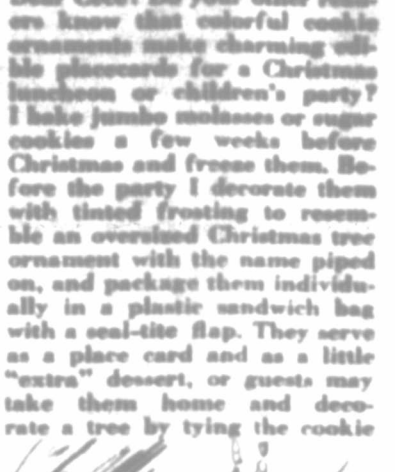 ers know that colorful cookie
ornaments make charming edi-
ble placecards for a Christmas
luncheon or children's party?
I bake jumbo molasses or sugar
cookies a few weeks before
Christmas and freeze them. Be-
fore the party I decorate them
with tinted frosting to resem-
ble an oversized Christmas tree
ornament with the name piped
on, and package them individu-
ally in a plastic sandwich bag
with a seal-tite flap. They serve
as a place card and as a little
"extra" dessert, or guests may
take them home and deco-
rate a tree by tying the cookie